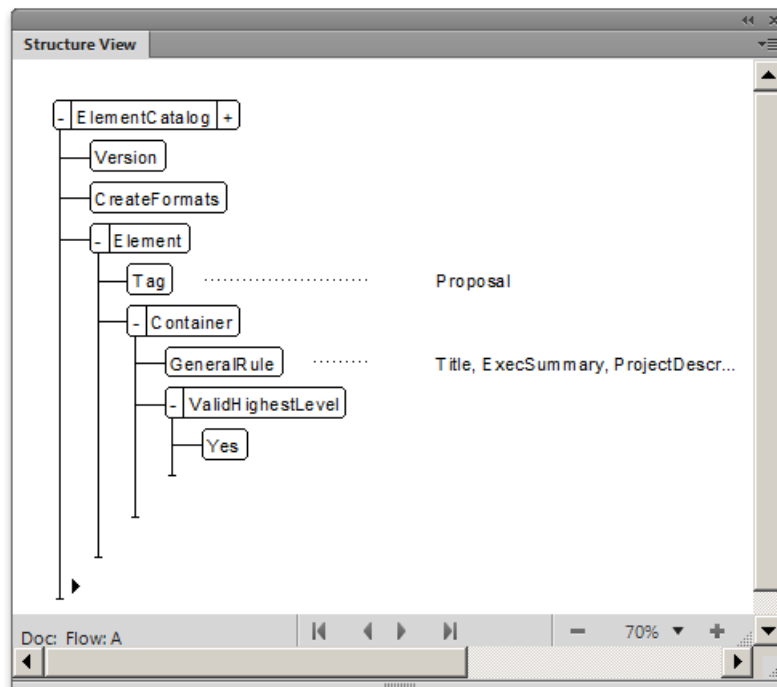 Structure View
- ElementCatalog +
Version
CreateFormats
- Element
Tag Proposal
- Container
GeneralRule Title, ExecSummary, ProjectDescr...
- ValidHighestLevel
Yes
Doc: Flow: A 70%